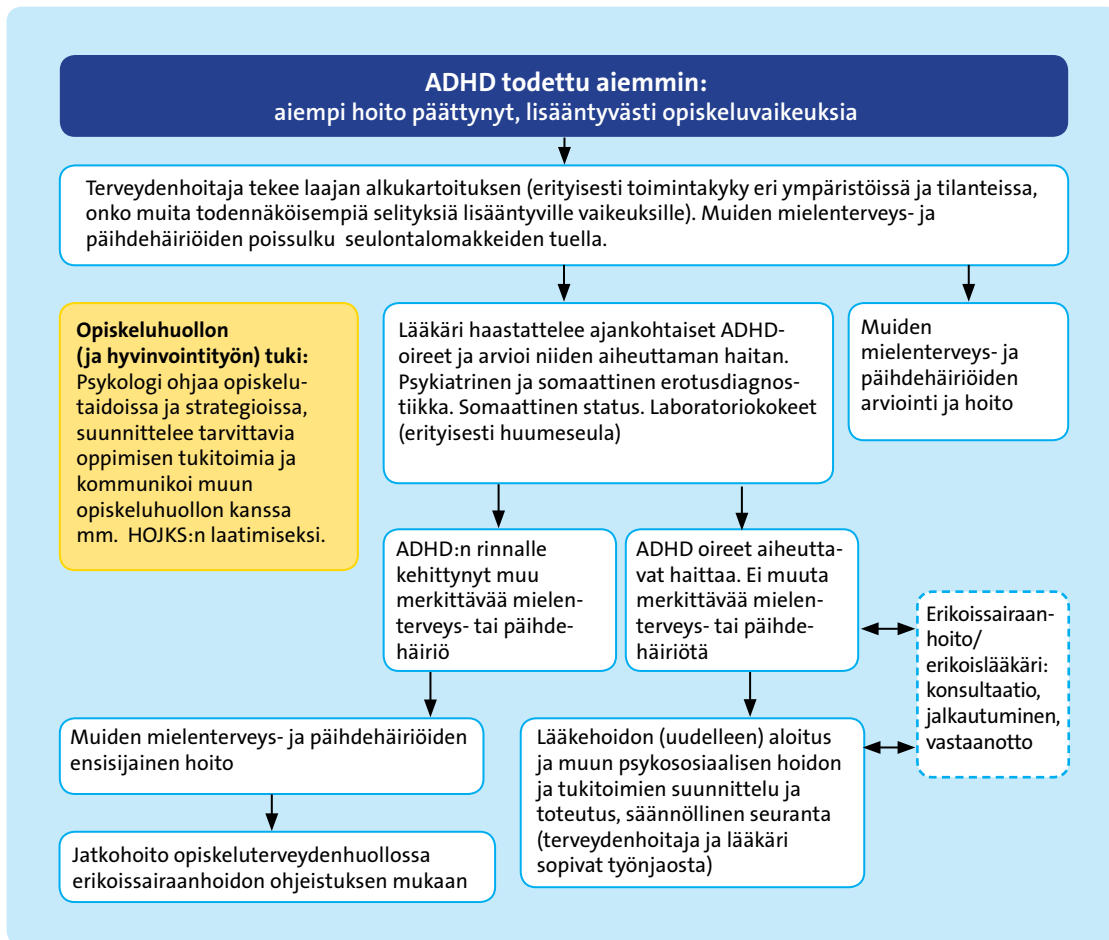 ADHD todettu aiemmin:
aiempi hoito päättynyt, lisääntyvästi opiskeluvaikeuksia
Terveydenhoitaja tekee laajan alkukartoituksen (erityisesti toimintakyky eri ympäristöissä ja tilanteissa,
onko muita todennäköisempiä selityksiä lisääntyville vaikeuksille). Muiden mielenterveys- ja
päihdehäiriöiden poissulku seulontalomakkeiden tuella.
Opiskeluhuollon
(ja hyvinvointityön) tuki:
Psykologi ohjaa opiskelu-
taidoissa ja strategioissa,
suunnittelee tarvittavia
oppimisen tukitoimia ja
kommunikoi muun
opiskeluhuollon kanssa
mm. HOJKS:n laatimiseksi.
Lääkäri haastattelee ajankohtaiset ADHD-
oireet ja arvioi niiden aiheuttaman haitan.
Psykiatrinen ja somaattinen erotusdiagnos-
tiikka. Somaattinen status. Laboratoriokokeet
(erityisesti huumeseula)
Muiden
mielenterveys- ja
päihdehäiriöiden
arviointi ja hoito
ADHD:n rinnalle
kehittynyt muu
merkittävää mielen-
terveys- tai päihde-
häiriö
ADHD oireet aiheutta-
vat haittaa. Ei muuta
merkittävää mielen-
terveys- tai päihde-
häiriötä
Erikoissairaan-
hoito/
erikoislääkäri:
konsultaatio,
jalkautuminen,
vastaanotto
Muiden mielenterveys- ja päihdehäiriöiden
ensisijainen hoito
Lääkehoidon (uudelleen) aloitus
ja muun psykososiaalisen hoidon
ja tukitoimien suunnittelu ja
toteutus, säännöllinen seuranta
(terveydenhoitaja ja lääkäri
sopivat työnjaosta)
Jatkohoito opiskeluterveydenhuollossa
erikoissairaanhoidon ohjeistuksen mukaan